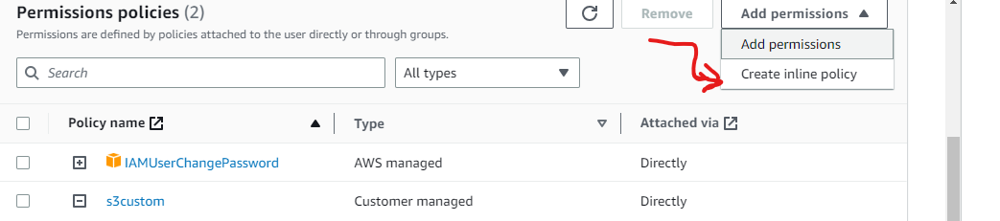 Permissions policies (2)
Remove
Add permissions
Permissions are defined by policies attached to the user directly or through groups.
Add permissions
Search
All types
Create inline policy
Policy name
Type
Attached via
IAMUserChangePassword
AWS managed
Directly
s3custom
Customer managed
Directly